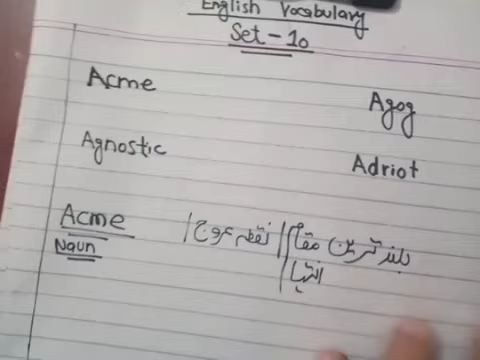 English Vocabulary
Set - 10
Acme
Agog
Agnostic
Adriot
Acme
بلند ترین مقام / نقطہ عروج /
Noun
انتہا